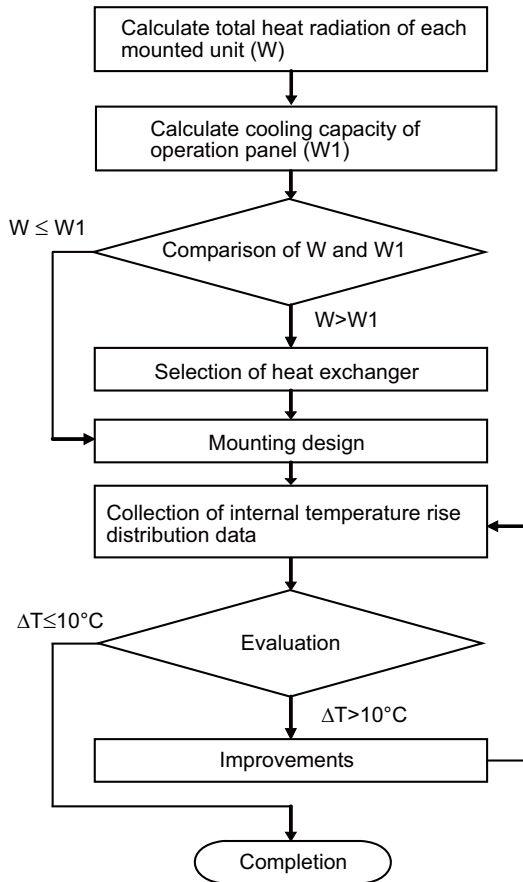 Calculate total heat radiation of each
mounted unit (W)
Calculate cooling capacity of
operation panel (W1)
W ≤ W1
Comparison of W and W1
W>W1
Selection of heat exchanger
Mounting design
Collection of internal temperature rise
distribution data
ΔT≤10°C
Evaluation
ΔT>10°C
Improvements
Completion